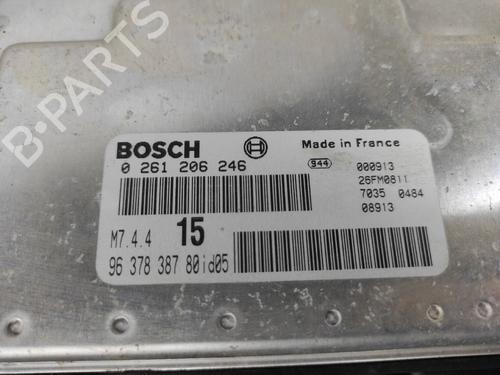 B-PARTS
BOSCH
Made in France
0 261 206 246
944
000913
26FM0811
7035 0484
08913
M7.4.4
15
96 378 387 80id05